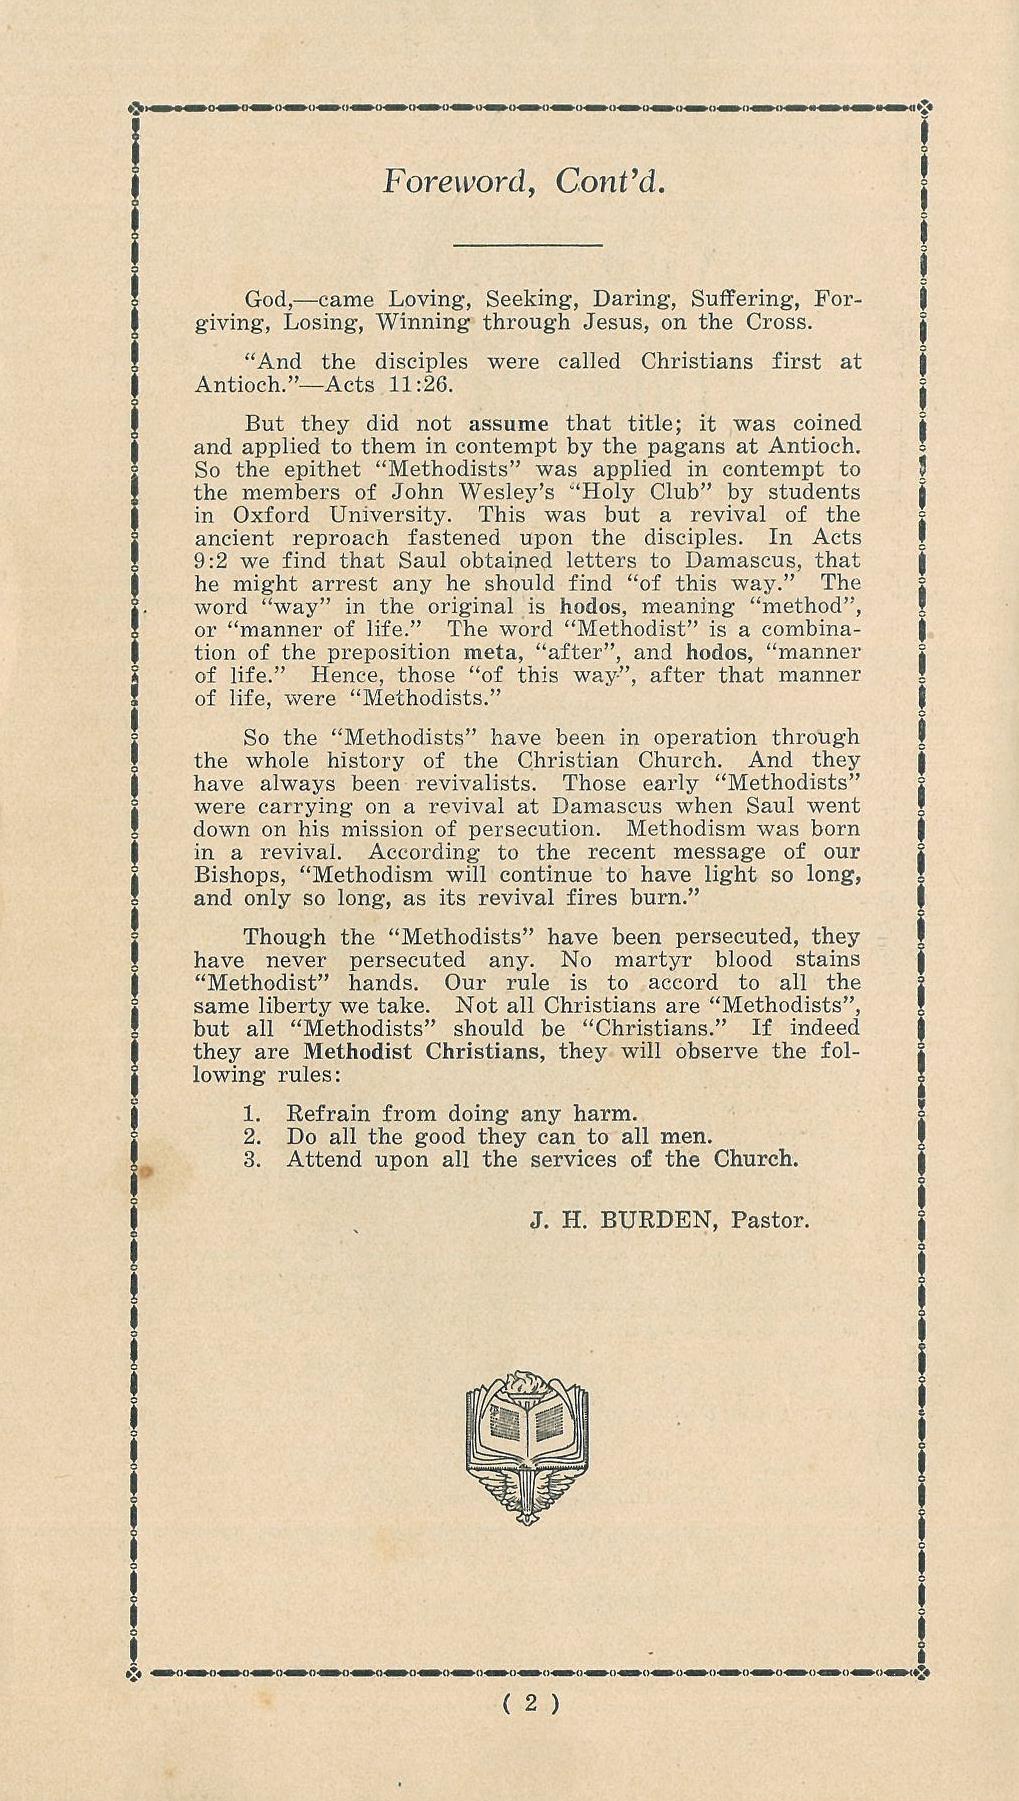 Foreword, Cont'd.
God,—came Loving, Seeking, Daring, Suffering, For-
giving, Losing, Winning through Jesus, on the Cross.
“And the disciples were called Christians first at
Antioch.”—Acts 11:26.
But they did not assume that title; it was coined
and applied to them in contempt by the pagans at Antioch.
So the epithet “Methodists” was applied in contempt to
the members of John Wesley’s “Holy Club” by students
in Oxford University. This was but a revival of the
ancient reproach fastened upon the disciples. In Acts
9:2 we find that Saul obtained letters to Damascus, that
he might arrest any he should find “of this way.” The
word “way” in the original is hodos, meaning “method”,
or “manner of life.” The word “Methodist” is a combina-
tion of the preposition meta, “after”, and hodos, “manner
of life.” Hence, those “of this way”, after that manner
of life, were “Methodists.”
So the “Methodists” have been in operation through
the whole history of the Christian Church. And they
have always been revivalists. Those early “Methodists”
were carrying on a revival at Damascus when Saul went
down on his mission of persecution. Methodism was born
in a revival. According to the recent message of our
Bishops, “Methodism will continue to have light so long,
and only so long, as its revival fires burn.”
Though the “Methodists” have been persecuted, they
have never persecuted any. No martyr blood stains
“Methodist” hands. Our rule is to accord to all the
same liberty we take. Not all Christians are “Methodists”,
but all “Methodists” should be “Christians.” If indeed
they are Methodist Christians, they will observe the fol-
lowing rules:
1. Refrain from doing any harm.
2. Do all the good they can to all men.
3. Attend upon all the services of the Church.
J. H. BURDEN, Pastor.
( 2 )